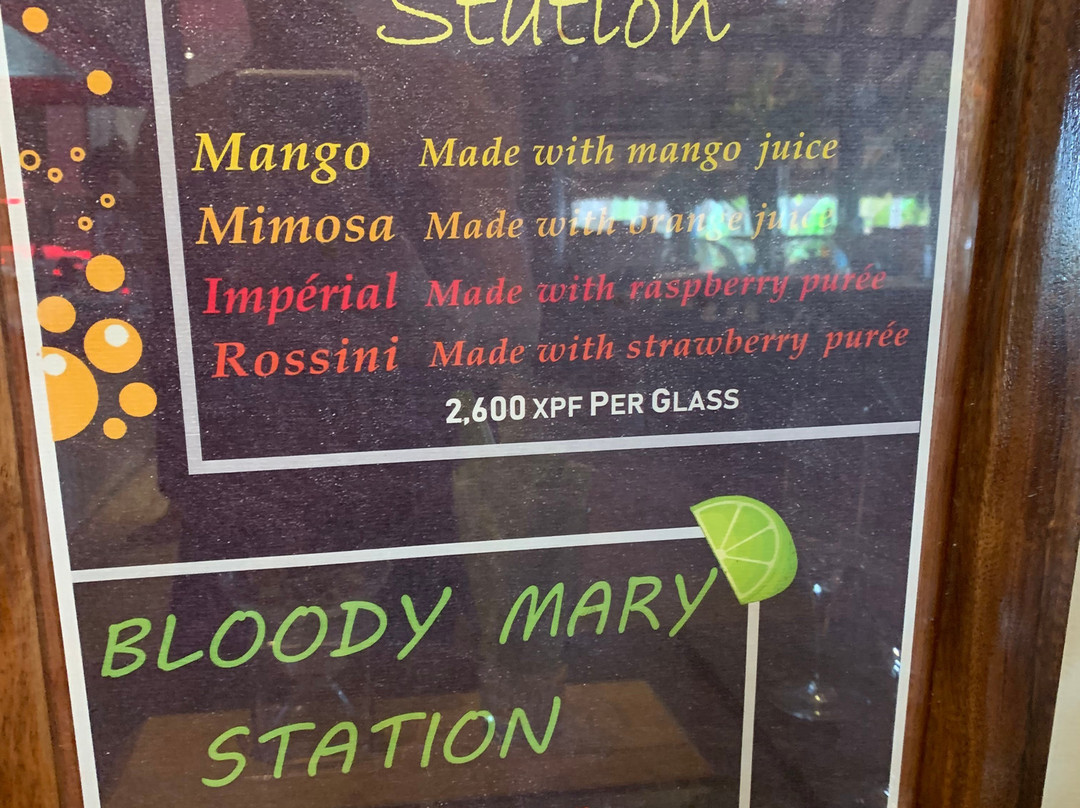 Station
Mango Made with mango juice
Mimosa Made with orange juice
Impérial Made with raspberry purée
Rossini Made with strawberry purée
2,600 XPF PER GLASS
BLOODY MARY
STATION